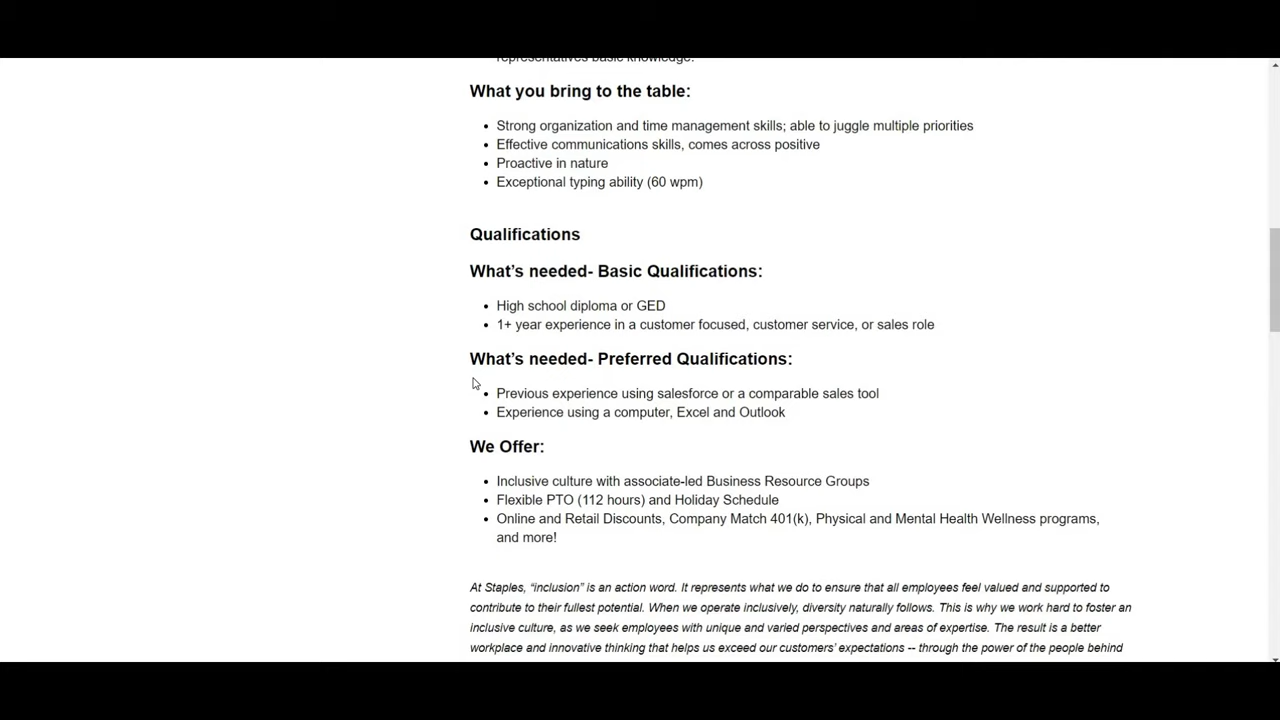 representatives basic knowledge.
What you bring to the table:
Strong organization and time management skills; able to juggle multiple priorities
Effective communications skills, comes across positive
Proactive in nature
Exceptional typing ability (60 wpm)
Qualifications
What’s needed- Basic Qualifications:
High school diploma or GED
1+ year experience in a customer focused, customer service, or sales role
What’s needed- Preferred Qualifications:
Previous experience using salesforce or a comparable sales tool
Experience using a computer, Excel and Outlook
We Offer:
Inclusive culture with associate-led Business Resource Groups
Flexible PTO (112 hours) and Holiday Schedule
Online and Retail Discounts, Company Match 401(k), Physical and Mental Health Wellness programs,
and more!
At Staples, “inclusion” is an action word. It represents what we do to ensure that all employees feel valued and supported to
contribute to their fullest potential. When we operate inclusively, diversity naturally follows. This is why we work hard to foster an
inclusive culture, as we seek employees with unique and varied perspectives and areas of expertise. The result is a better
workplace and innovative thinking that helps us exceed our customers’ expectations -- through the power of the people behind